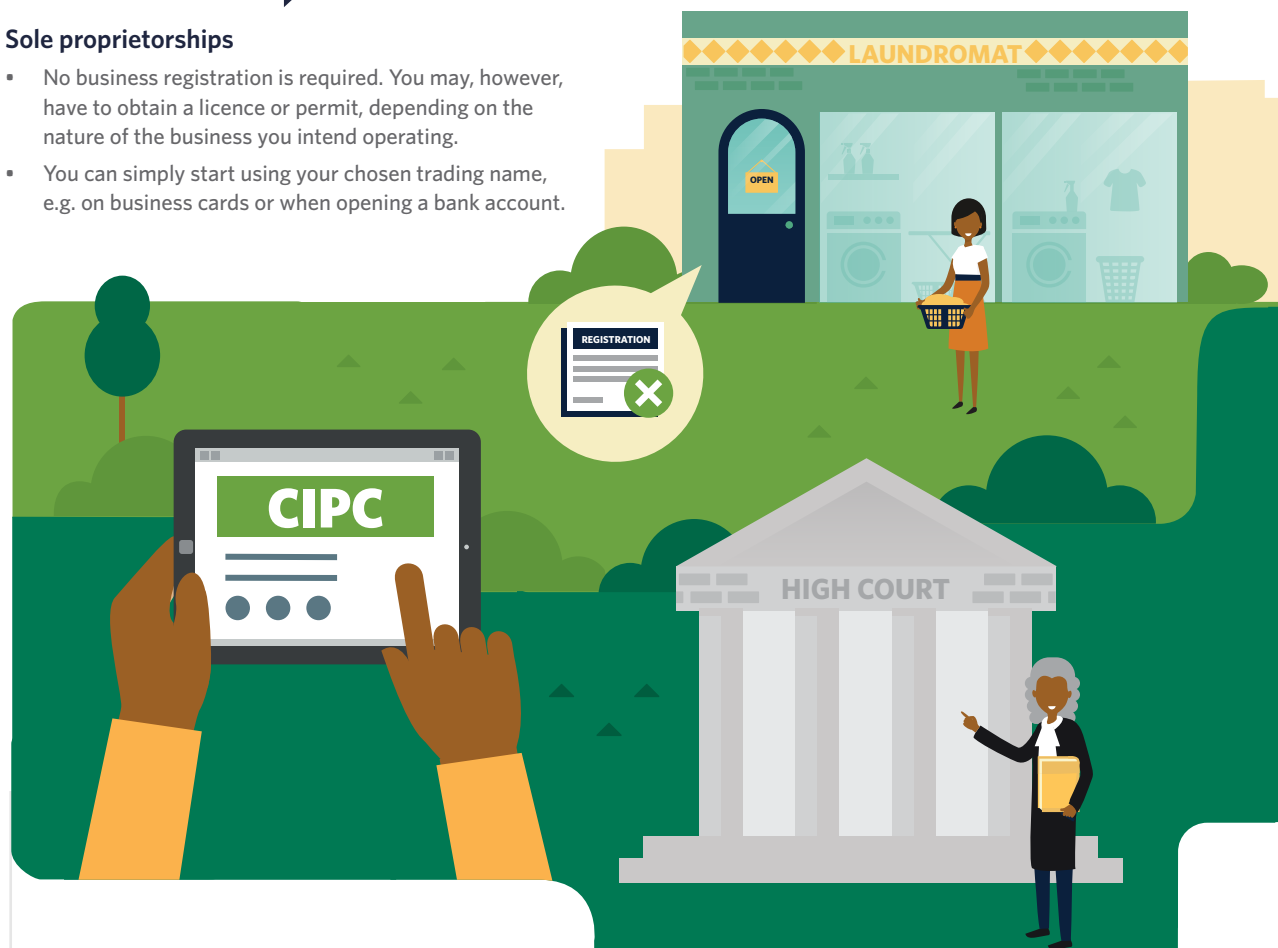 Sole proprietorships
• No business registration is required. You may, however,
have to obtain a licence or permit, depending on the
nature of the business you intend operating.
• You can simply start using your chosen trading name,
e.g. on business cards or when opening a bank account.
LAUNDROMAT
OPEN
REGISTRATION
CIPC
HIGH COURT